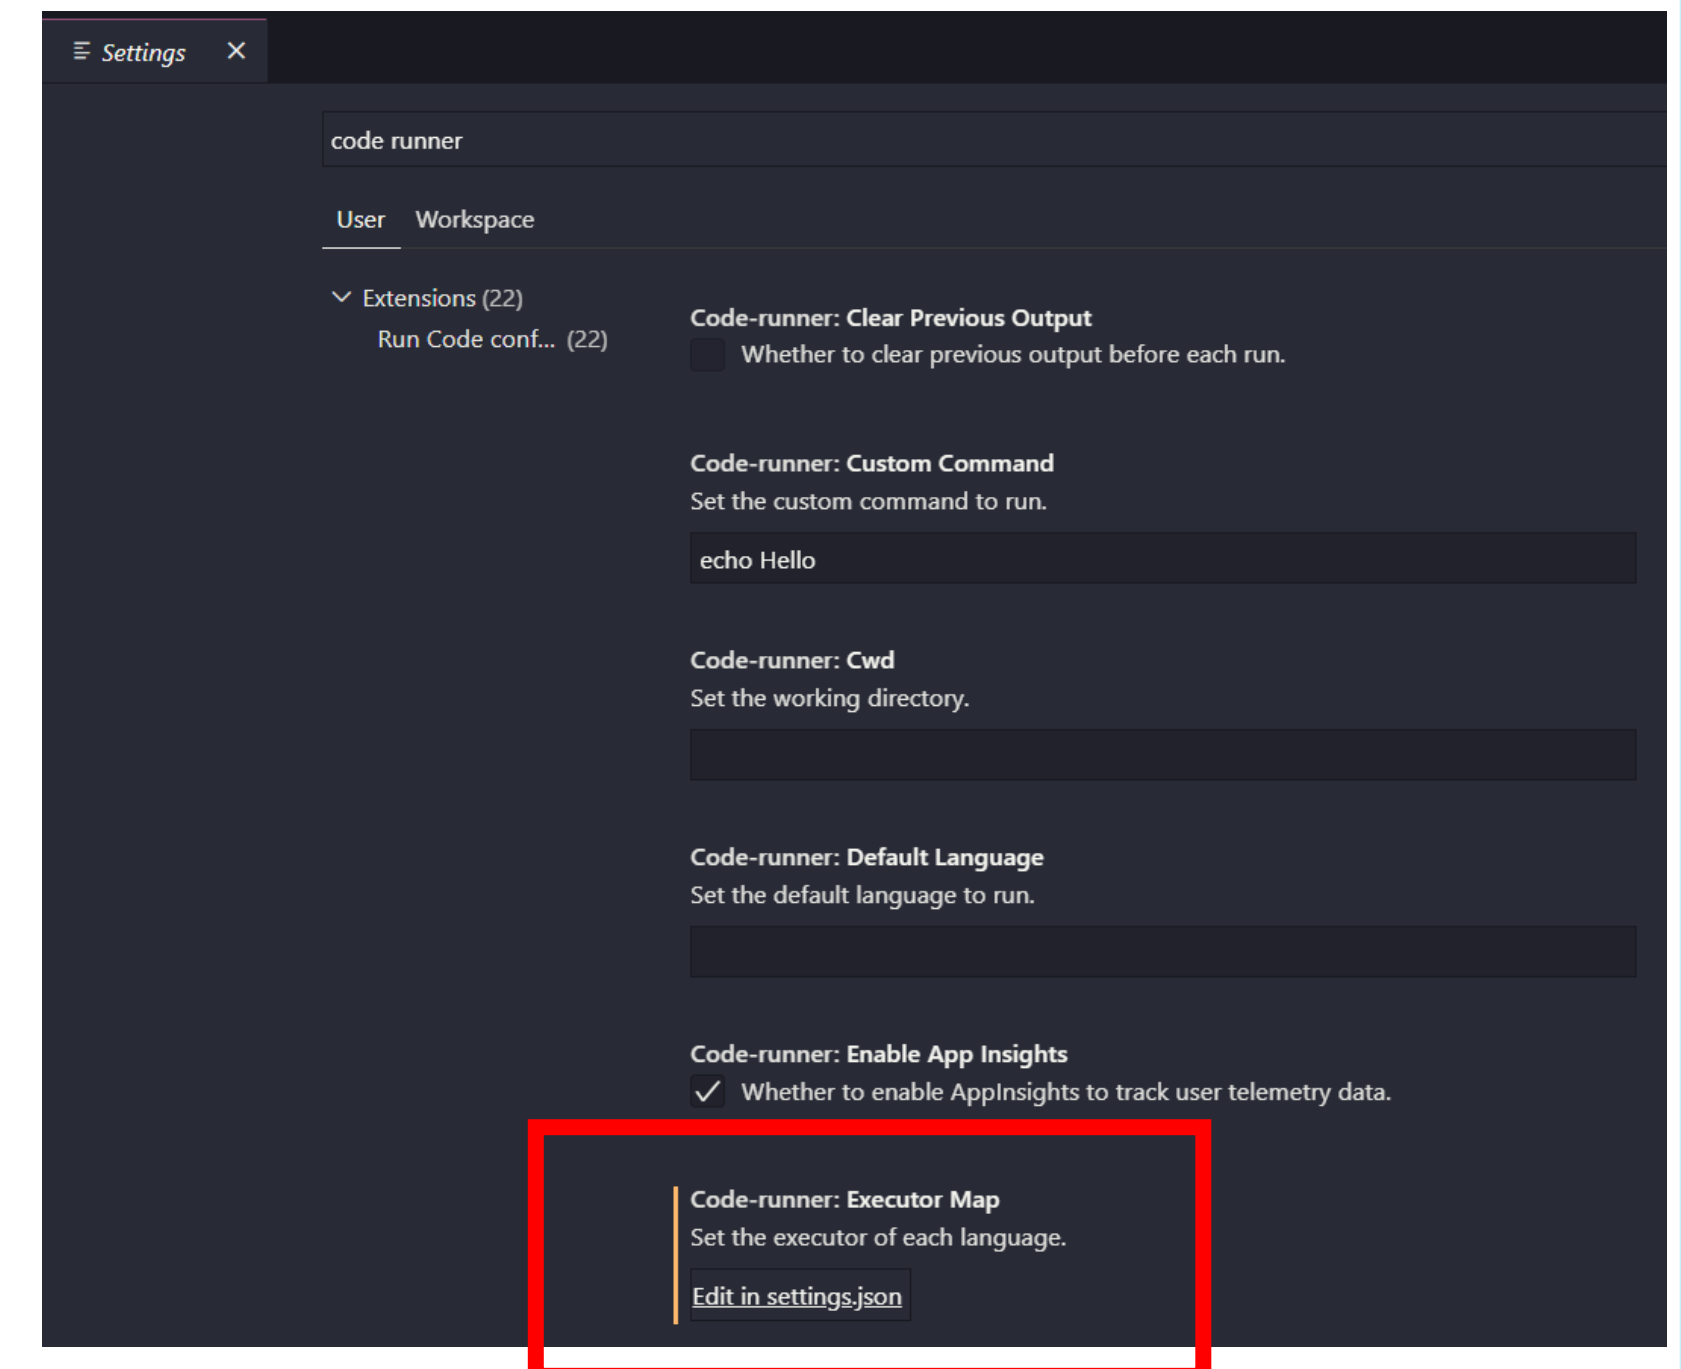 Settings
code runner
User Workspace
Extensions (22)
Run Code conf... (22)
Code-runner: Clear Previous Output
Whether to clear previous output before each run.
Code-runner: Custom Command
Set the custom command to run.
echo Hello
Code-runner: Cwd
Set the working directory.
Code-runner: Default Language
Set the default language to run.
Code-runner: Enable App Insights
Whether to enable AppInsights to track user telemetry data.
Code-runner: Executor Map
Set the executor of each language.
Edit in settings.json